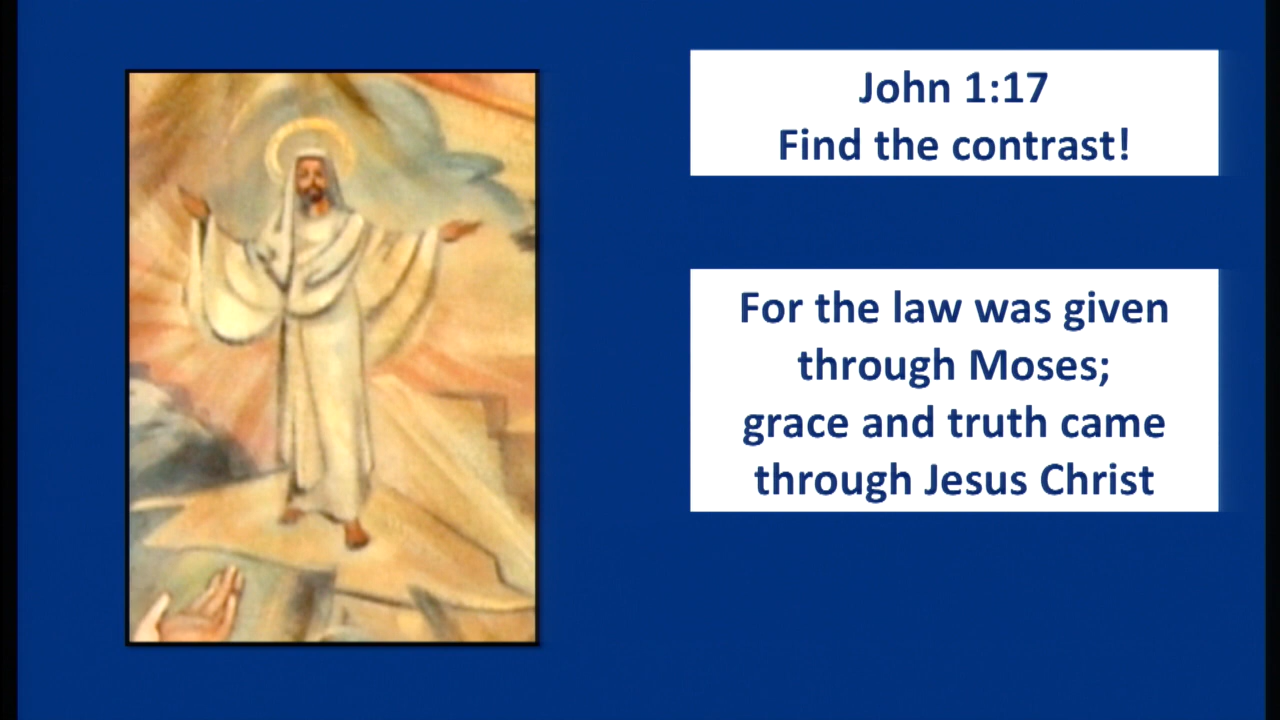 John 1:17
Find the contrast!
For the law was given
through Moses;
grace and truth came
through Jesus Christ